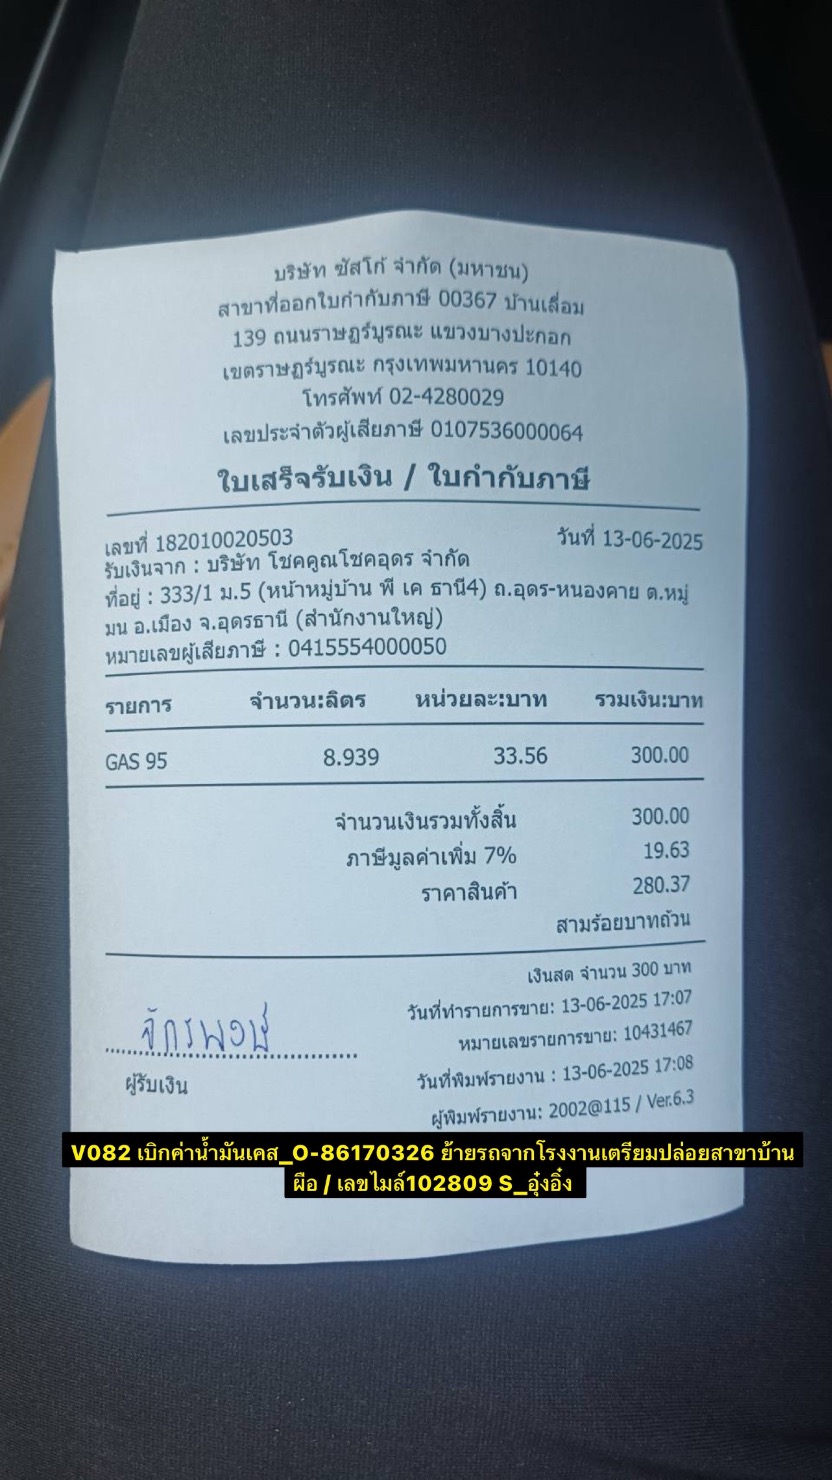 บริษัท ซัสโก้ จำกัด (มหาชน)
สาขาที่ออกใบกำกับภาษี 00367 บ้านเลื่อม
139 ถนนราษฎร์บูรณะ แขวงบางปะกอก
เขตราษฎร์บูรณะ กรุงเทพมหานคร 10140
โทรศัพท์ 02-4280029
เลขประจำตัวผู้เสียภาษี 0107536000064
ใบเสร็จรับเงิน / ใบกำกับภาษี
เลขที่ 182010020503 วันที่ 13-06-2025
รับเงินจาก : บริษัท โชคคูณโชคอุดร จำกัด
ที่อยู่ : 333/1 ม.5 (หน้าหมู่บ้าน พี เค ธานี4) ถ.อุดร-หนองคาย ต.หมู่
มน อ.เมือง จ.อุดรธานี (สำนักงานใหญ่)
หมายเลขผู้เสียภาษี : 0415554000050
รายการ จำนวน:ลิตร หน่วยละ:บาท รวมเงิน:บาท
GAS 95 8.939 33.56 300.00
จำนวนเงินรวมทั้งสิ้น 300.00
ภาษีมูลค่าเพิ่ม 7% 19.63
ราคาสินค้า 280.37
สามร้อยบาทถ้วน
เงินสด จำนวน 300 บาท
วันที่ทำรายการขาย: 13-06-2025 17:07
จักรพงษ์
หมายเลขรายการขาย: 10431467
วันที่พิมพ์รายงาน : 13-06-2025 17:08
ผู้รับเงิน
ผู้พิมพ์รายงาน: 2002@115 / Ver.6.3
V082 เบิกค่าน้ำมันเคส_O-86170326 ย้ายรถจากโรงงานเตรียมปล่อยสาขาบ้าน
ผือ / เลขไมล์102809 S_อุ๋งอิ๋ง